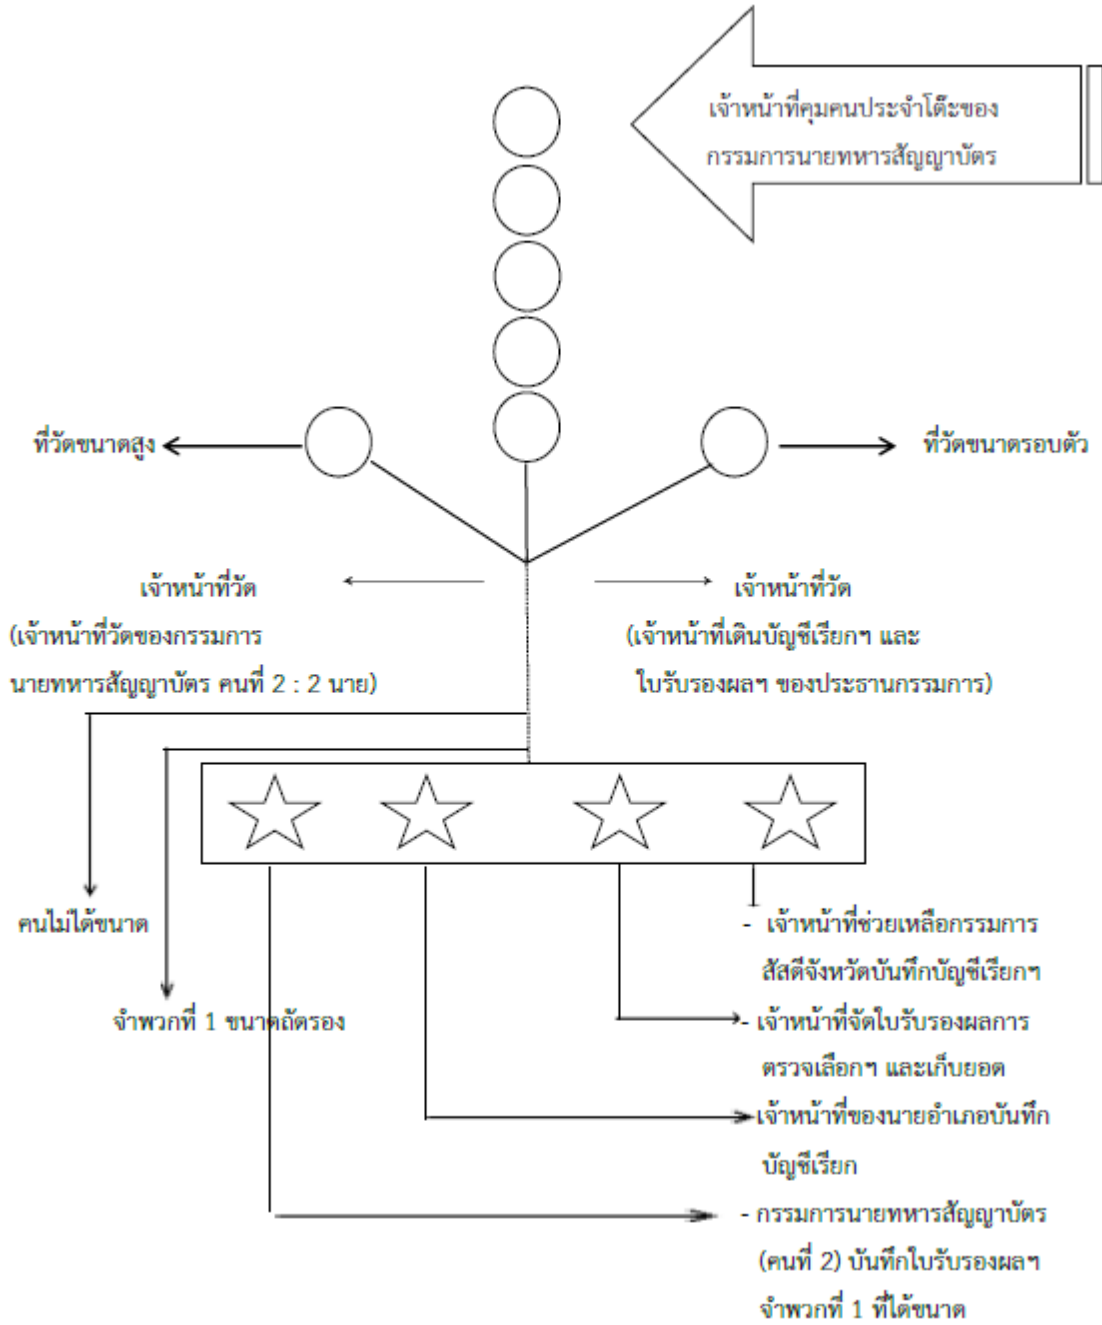 เจ้าหน้าที่คุมคนประจำโต๊ะของ
กรรมการนายทหารสัญญาบัตร
ที่วัดขนาดสูง
ที่วัดขนาดรอบตัว
เจ้าหน้าที่วัด
(เจ้าหน้าที่วัดของกรรมการ
นายทหารสัญญาบัตร คนที่ 2 : 2 นาย)
เจ้าหน้าที่วัด
(เจ้าหน้าที่เดินบัญชีเรียกฯ และ
ใบรับรองผลฯ ของประธานกรรมการ)
คนไม่ได้ขนาด
จำพวกที่ 1 ขนาดถัดรอง
- เจ้าหน้าที่ช่วยเหลือกรรมการ
สัสดีจังหวัดบันทึกบัญชีเรียกฯ
- เจ้าหน้าที่จัดใบรับรองผลการ
ตรวจเลือกฯ และเก็บยอด
- เจ้าหน้าที่ของนายอำเภอบันทึก
บัญชีเรียก
- กรรมการนายทหารสัญญาบัตร
(คนที่ 2) บันทึกใบรับรองผลฯ
จำพวกที่ 1 ที่ได้ขนาด